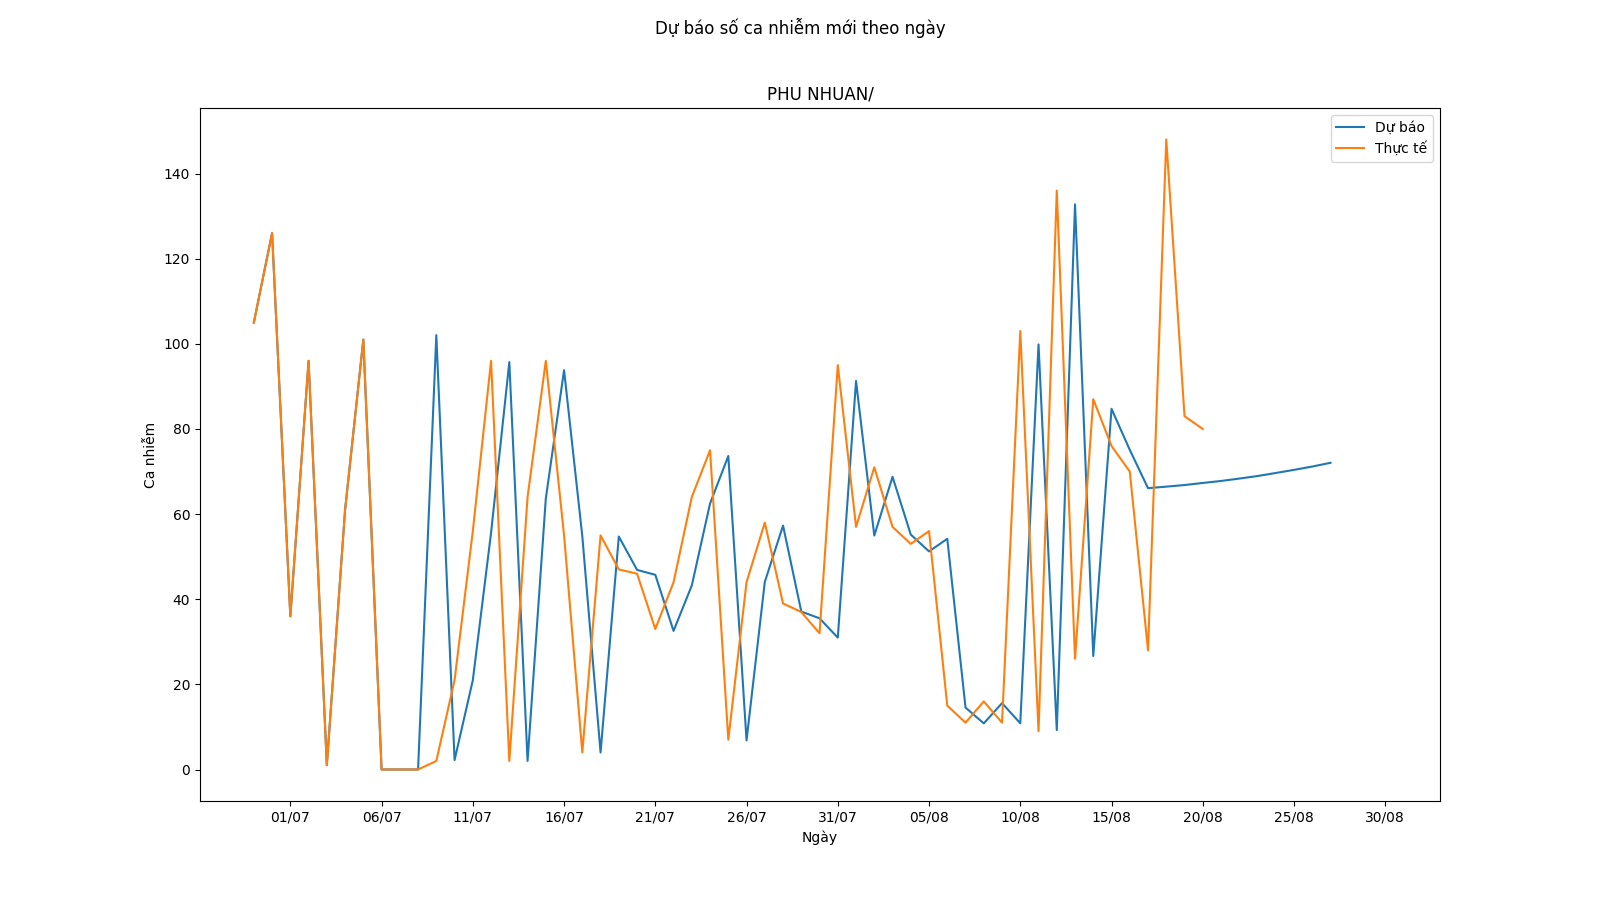 Dự báo số ca nhiễm mới theo ngày
PHU NHUAN/
Dự báo
Thực tế
140
120
100
80
60
40
20
0
Ca nhiễm
01/07 06/07 11/07 16/07 21/07 26/07 31/07 05/08 10/08 15/08 20/08 25/08 30/08
Ngày